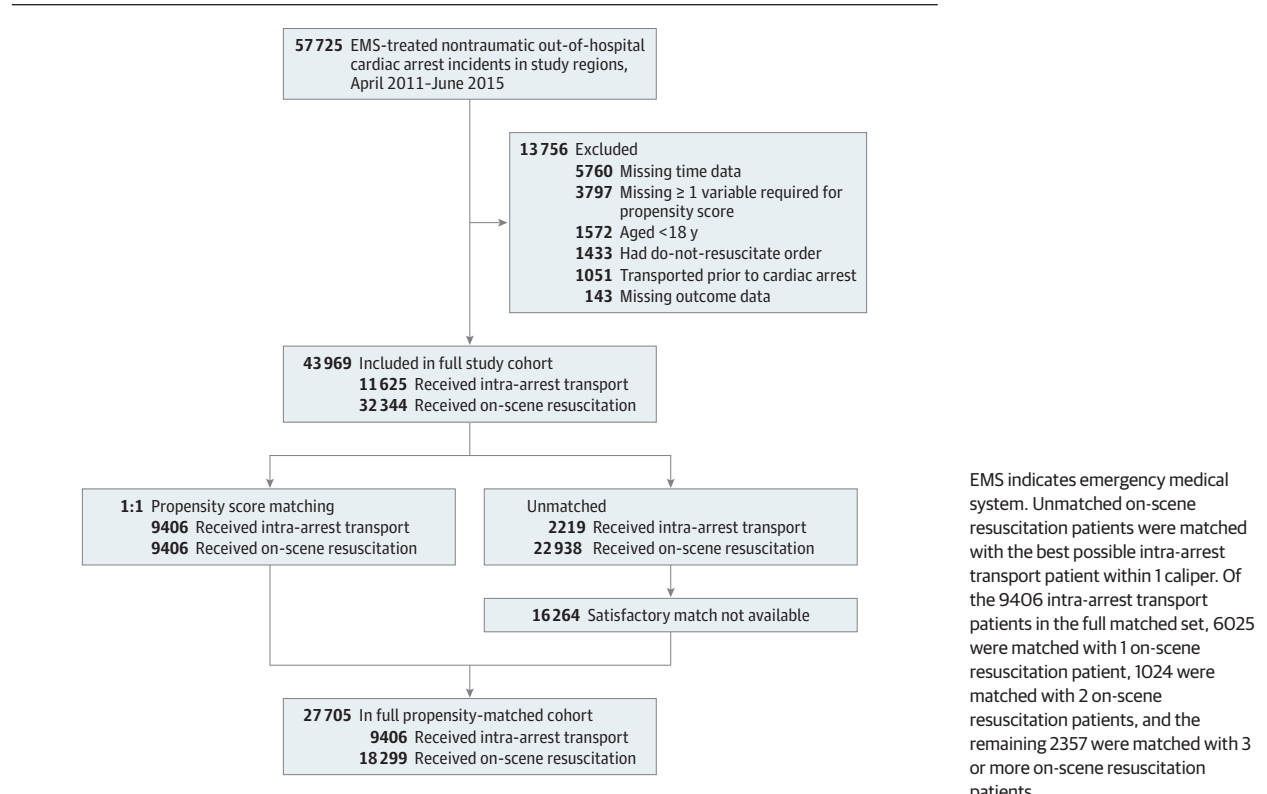 57725 EMS-treated nontraumatic out-of-hospital
cardiac arrest incidents in study regions,
April 2011–June 2015
13756 Excluded
5760 Missing time data
3797 Missing ≥ 1 variable required for
propensity score
1572 Aged <18 y
1433 Had do-not-resuscitate order
1051 Transported prior to cardiac arrest
143 Missing outcome data
43969 Included in full study cohort
11625 Received intra-arrest transport
32344 Received on-scene resuscitation
1:1 Propensity score matching
9406 Received intra-arrest transport
9406 Received on-scene resuscitation
Unmatched
2219 Received intra-arrest transport
22938 Received on-scene resuscitation
16264 Satisfactory match not available
27705 In full propensity-matched cohort
9406 Received intra-arrest transport
18299 Received on-scene resuscitation
EMS indicates emergency medical
system. Unmatched on-scene
resuscitation patients were matched
with the best possible intra-arrest
transport patient within 1 caliper. Of
the 9406 intra-arrest transport
patients in the full matched set, 6025
were matched with 1 on-scene
resuscitation patient, 1024 were
matched with 2 on-scene
resuscitation patients, and the
remaining 2357 were matched with 3
or more on-scene resuscitation
patients.